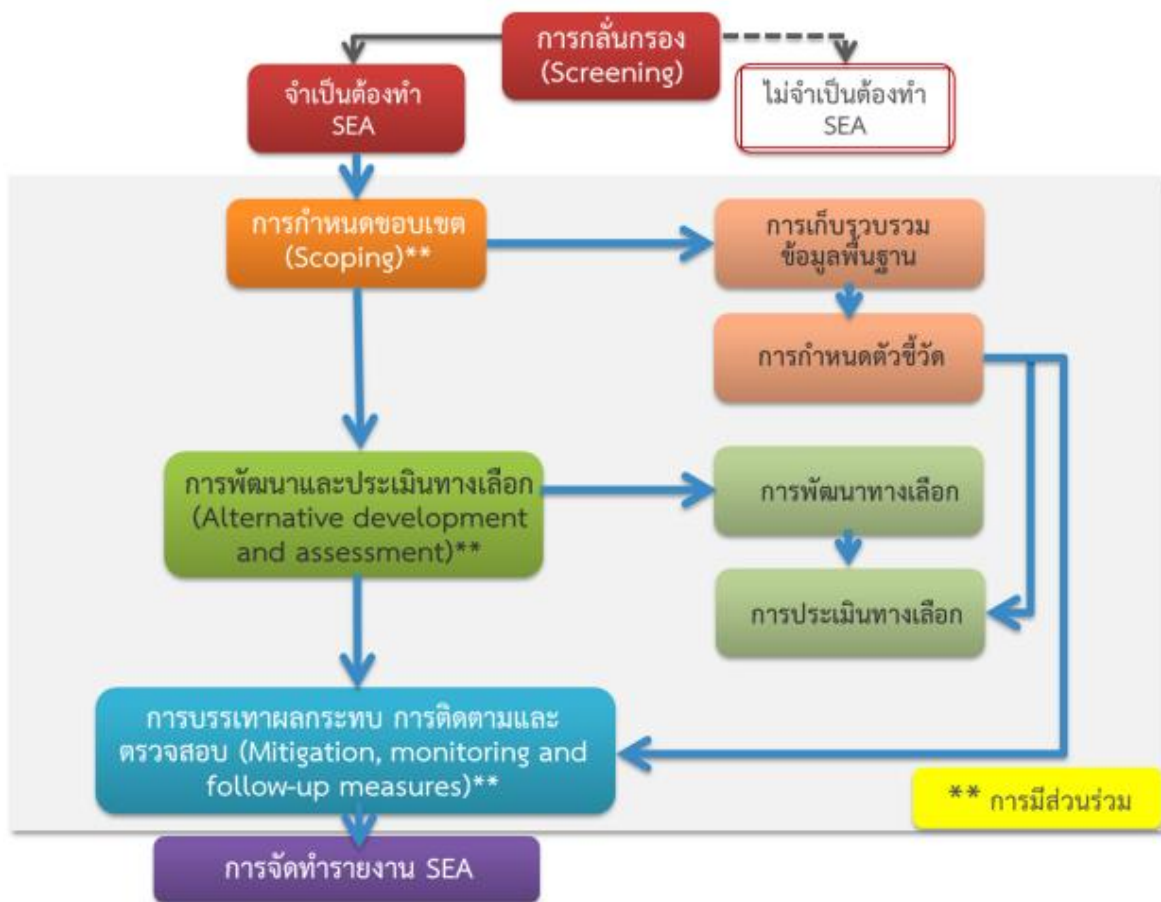 การกลั่นกรอง
(Screening)
จำเป็นต้องทำ
SEA
ไม่จำเป็นต้องทำ
SEA
การกำหนดขอบเขต
(Scoping)**
การเก็บรวบรวม
ข้อมูลพื้นฐาน
การกำหนดตัวชี้วัด
การพัฒนาและประเมินทางเลือก
(Alternative development
and assessment)**
การพัฒนาทางเลือก
การประเมินทางเลือก
การบรรเทาผลกระทบ การติดตามและ
ตรวจสอบ (Mitigation, monitoring and
follow-up measures)**
** การมีส่วนร่วม
การจัดทำรายงาน SEA